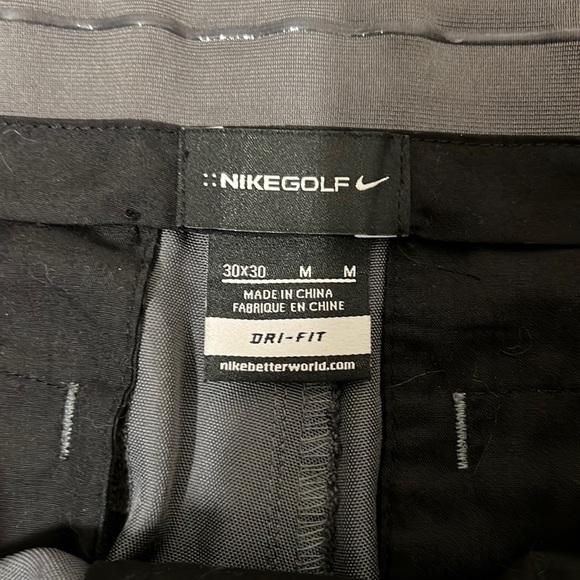 ::NIKEGOLF
30X30 M M
MADE IN CHINA
FABRIQUE EN CHINE
DRI-FIT
nikebetterworld.com